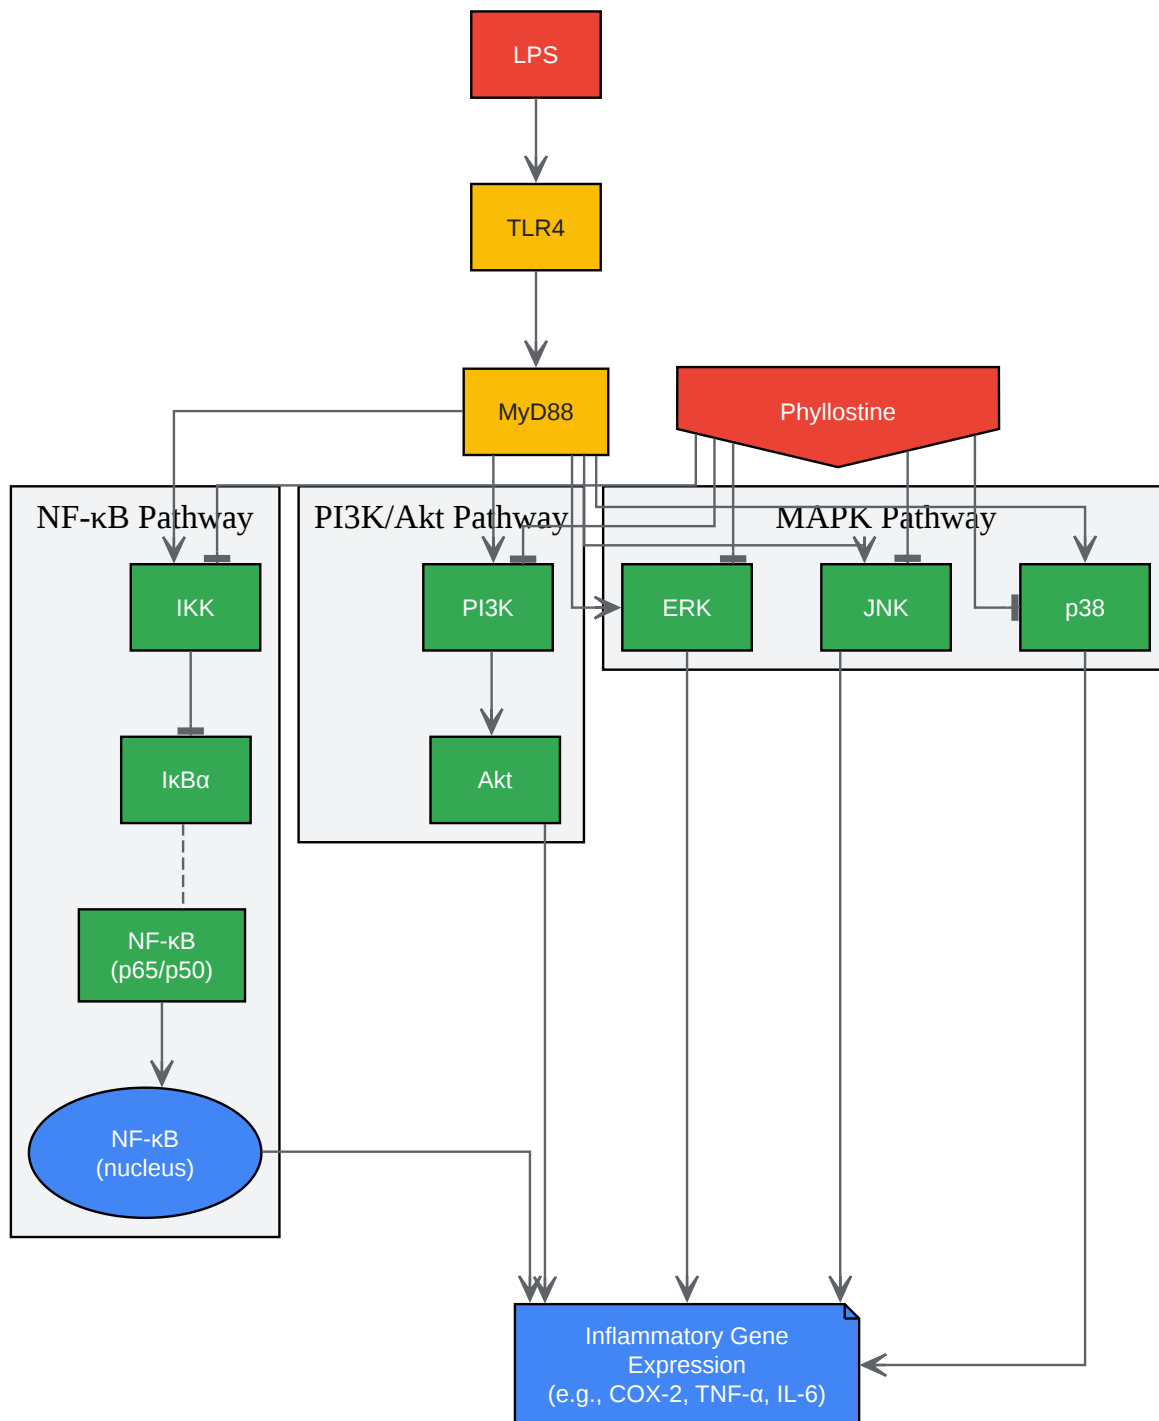 LPS
TLR4
MyD88
Phyllostine
NF-κB Pathway
PI3K/Akt Pathway
MAPK Pathway
IKK
PI3K
ERK
JNK
p38
IκBα
Akt
NF-κB
(p65/p50)
NF-κB
(nucleus)
Inflammatory Gene
Expression
(e.g., COX-2, TNF-α, IL-6)